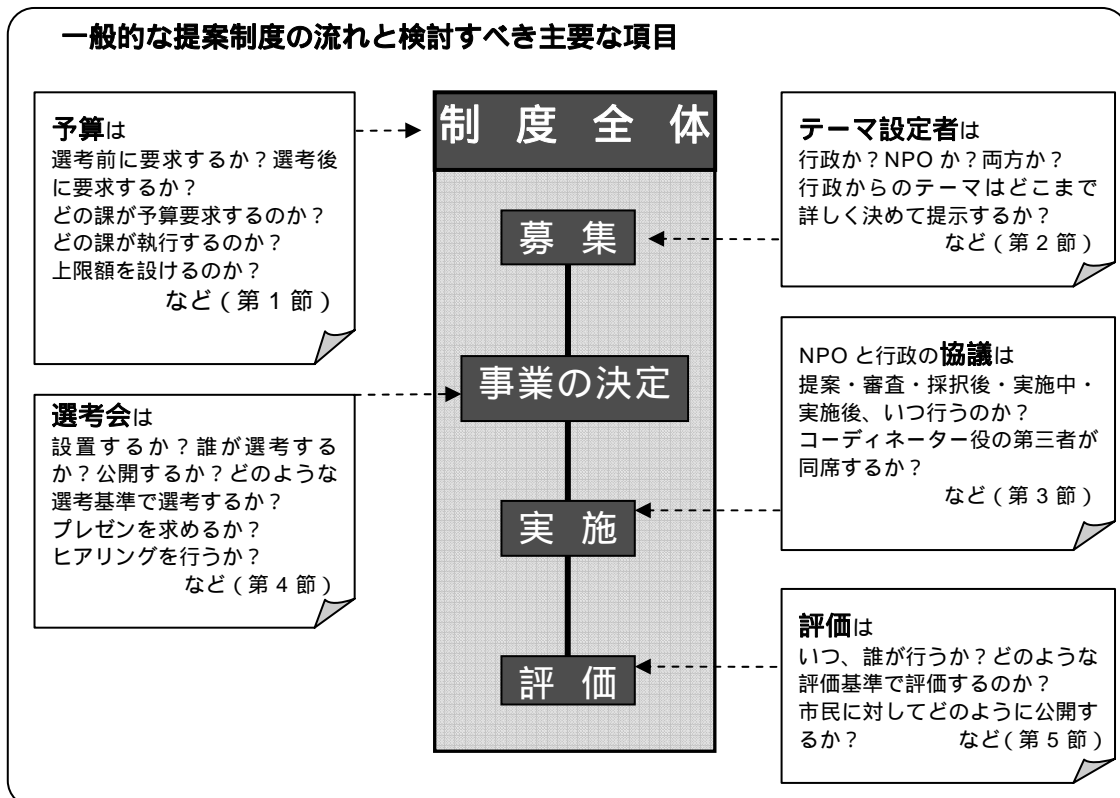 一般的な提案制度の流れと検討すべき主要な項目
予算は
選考前に要求するか？選考後
に要求するか？
どの課が予算要求するのか？
どの課が執行するのか？
上限額を設けるのか？
など（第１節）
選考会は
設置するか？誰が選考する
か？公開するか？どのような
選考基準で選考するか？
プレゼンを求めるか？
ヒアリングを行うか？
など（第４節）
制度全体
募集
事業の決定
実施
評価
テーマ設定者は
行政か？NPO か？両方か？
行政からのテーマはどこまで
詳しく決めて提示するか？
など（第２節）
NPO と行政の協議は
提案・審査・採択後・実施中・
実施後、いつ行うのか？
コーディネーター役の第三者が
同席するか？
など（第３節）
評価は
いつ、誰が行うか？どのような
評価基準で評価するのか？
市民に対してどのように公開す
るか？　など（第５節）